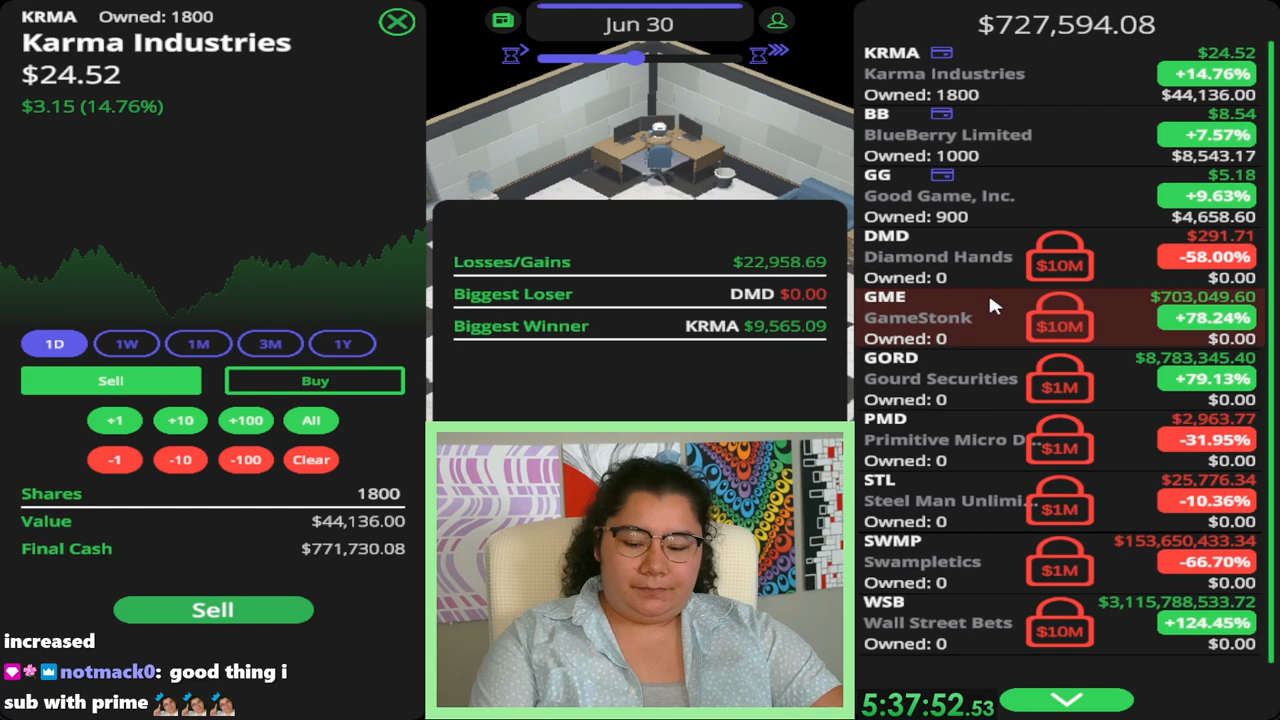 KRMA Owned: 1800
Karma Industries
$24.52
$3.15 (14.76%)
1D 1W 1M 3M 1Y
Sell Buy
+1 +10 +100 All
-1 -10 -100 Clear
Shares 1800
Value $44,136.00
Final Cash $771,730.08
Sell
increased
notmack0: good thing i
sub with prime
Jun 30
Losses/Gains $22,958.69
Biggest Loser DMD $0.00
Biggest Winner KRMA $9,565.09
$727,594.08
KRMA $24.52
Karma Industries +14.76%
Owned: 1800 $44,136.00
BB $8.54
BlueBerry Limited +7.57%
Owned: 1000 $8,543.17
GG $5.18
Good Game, Inc. +9.63%
Owned: 900 $4,658.60
DMD $291.71
Diamond Hands $10M -58.00%
Owned: 0 $0.00
GME $703,049.60
GameStonk $10M +78.24%
Owned: 0 $0.00
GORD $8,783,345.40
Gourd Securities $1M +79.13%
Owned: 0 $0.00
PMD $2,963.77
Primitive Micro D... $1M -31.95%
Owned: 0 $0.00
STL $25,776.34
Steel Man Unlimi... $1M -10.36%
Owned: 0 $0.00
SWMP $153,650,433.34
Swampletics $1M -66.70%
Owned: 0 $0.00
WSB $3,115,788,533.72
Wall Street Bets $10M +124.45%
Owned: 0 $0.00
5:37:52.53